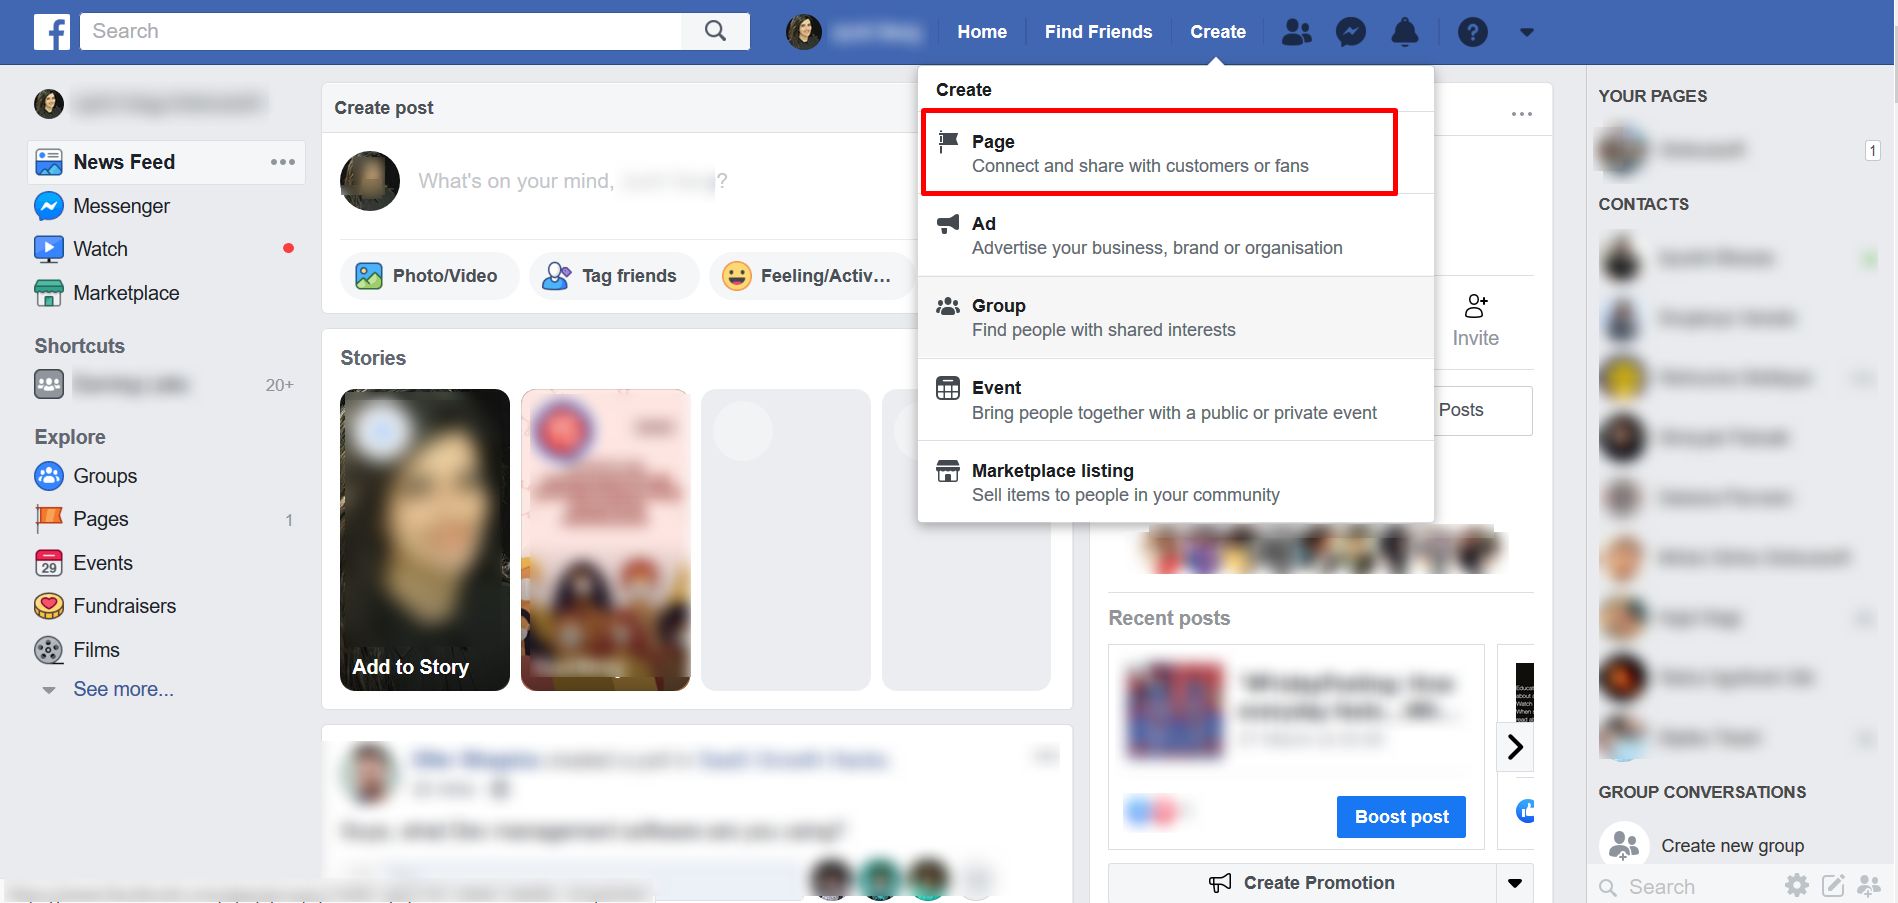 Search
Home
Find Friends
Create
News Feed
Messenger
Watch
Marketplace
Shortcuts
20+
Explore
Groups
Pages
1
Events
29
Fundraisers
Films
See more...
Create post
What's on your mind,
?
Photo/Video
Tag friends
Feeling/Activ...
Stories
Add to Story
Create
Page
Connect and share with customers or fans
Ad
Advertise your business, brand or organisation
Group
Find people with shared interests
Event
Bring people together with a public or private event
Marketplace listing
Sell items to people in your community
Invite
Posts
Recent posts
Boost post
Create Promotion
YOUR PAGES
1
CONTACTS
GROUP CONVERSATIONS
Create new group
Search